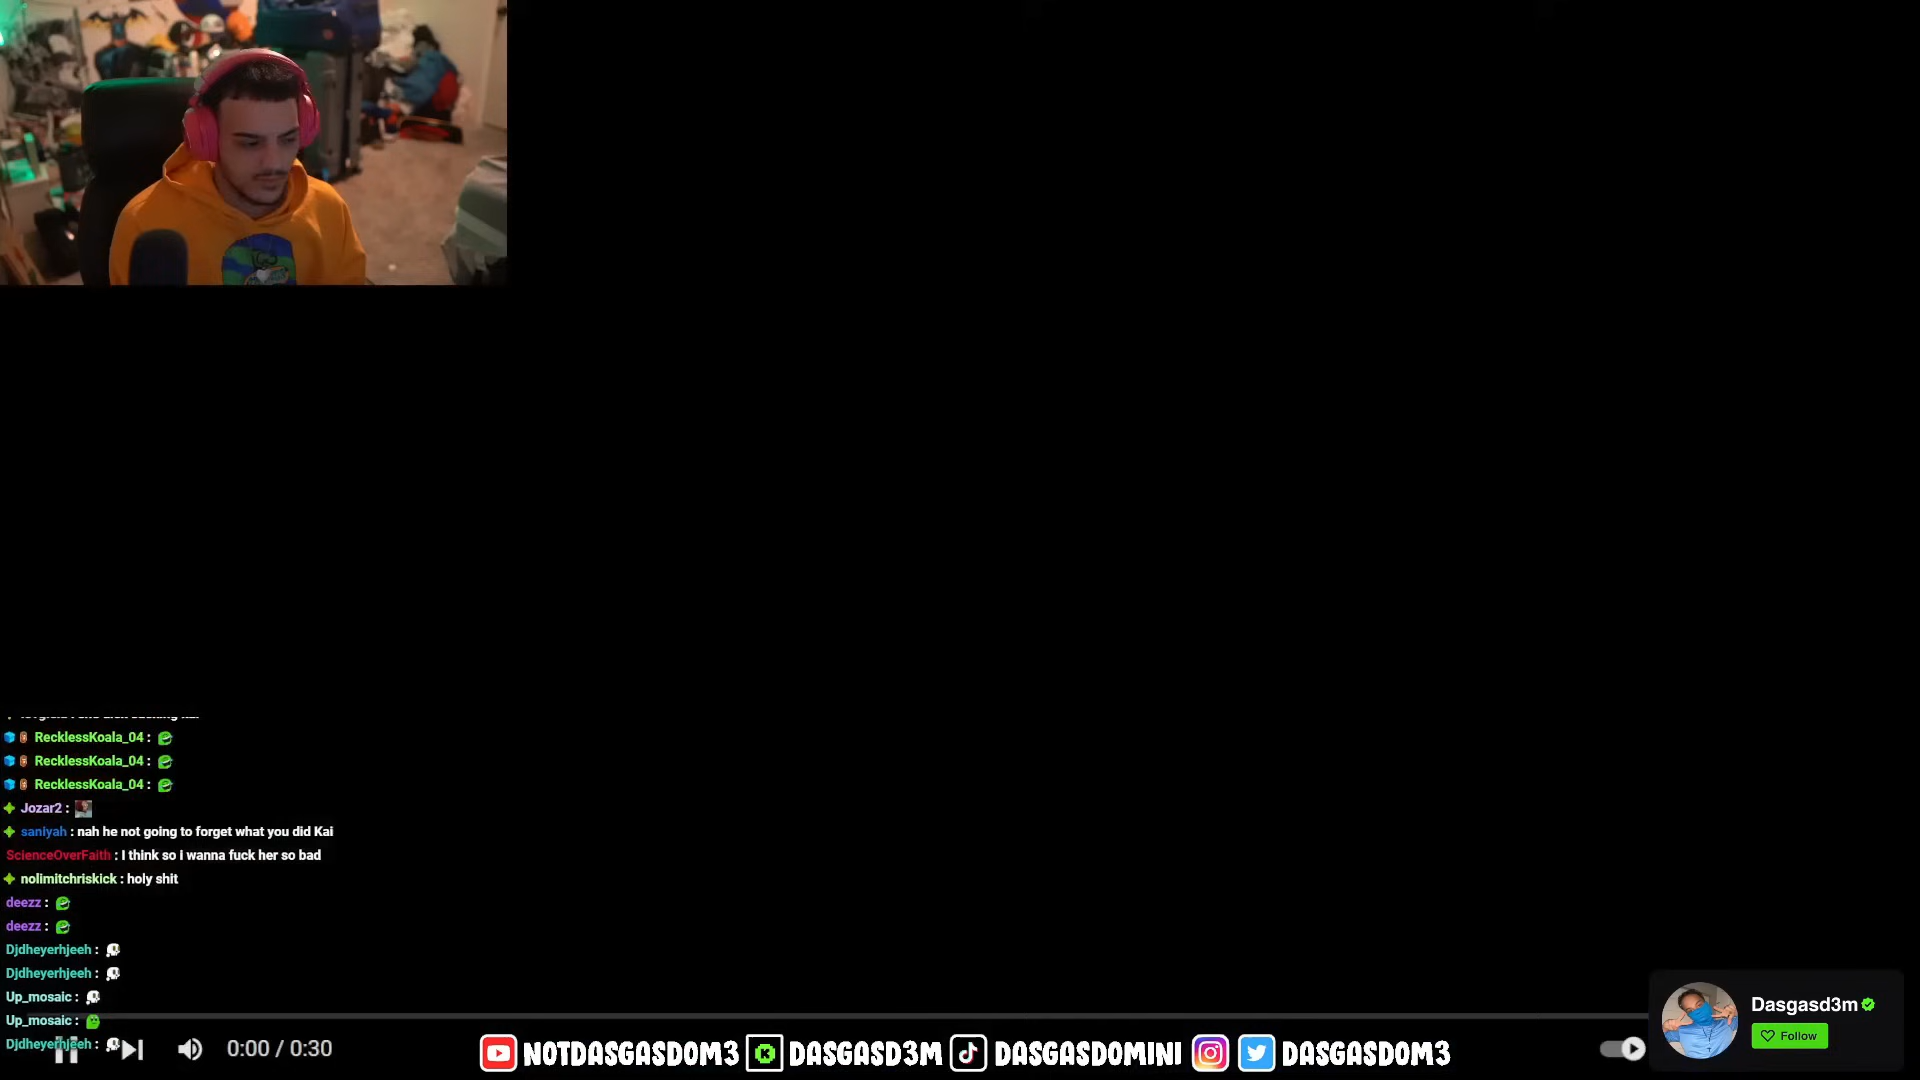 RecklessKoala_04 :
RecklessKoala_04 :
RecklessKoala_04 :
Jozar2 :
saniyah : nah he not going to forget what you did Kai
ScienceOverFaith : I think so i wanna fuck her so bad
nolimitchriskick : holy shit
deezz :
deezz :
Djdheyerhjeeh :
Djdheyerhjeeh :
Up_mosaic :
Up_mosaic :
Djdheyerhjeeh :
0:00 / 0:30
NOTDASGASDOM3 K DASGASD3M DASGASDOMINI DASGASDOM3
Dasgasd3m
Follow